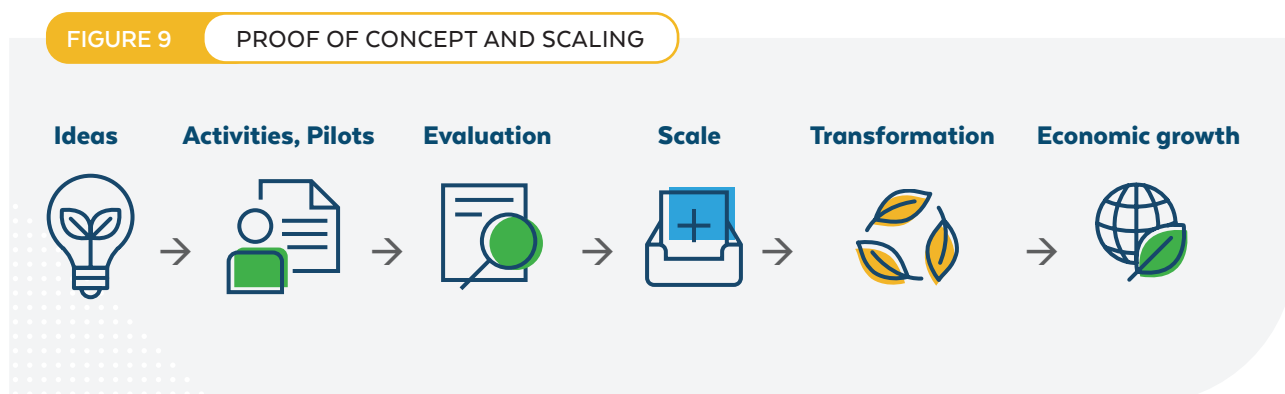 FIGURE 9
PROOF OF CONCEPT AND SCALING
Ideas
Activities, Pilots
Evaluation
Scale
Transformation
Economic growth